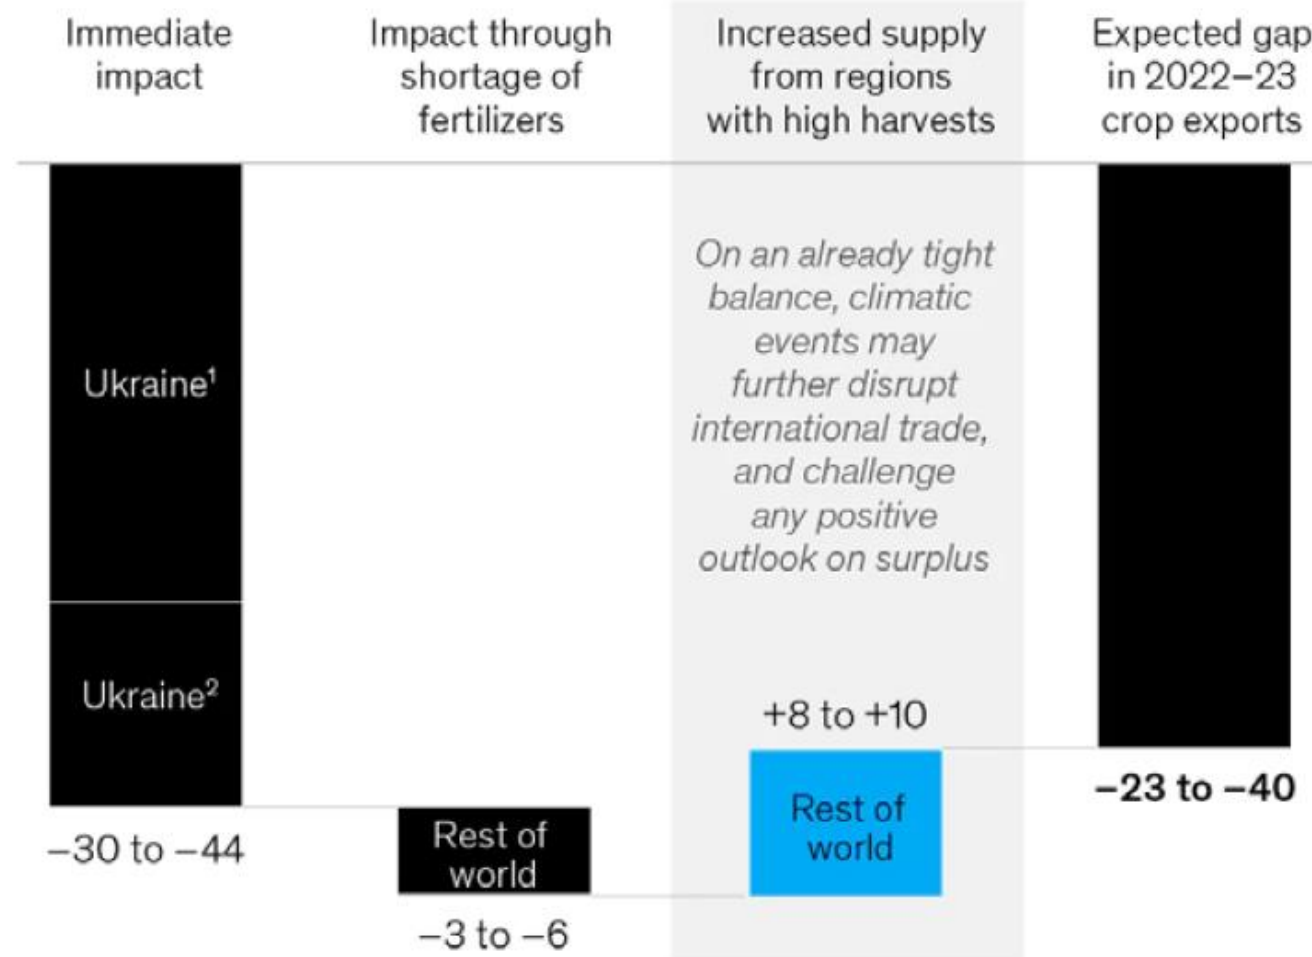 Immediate
impact
Impact through
shortage of
fertilizers
Increased supply
from regions
with high harvests
Expected gap
in 2022–23
crop exports
Ukraine¹
Ukraine²
–30 to –44
Rest of
world
–3 to –6
On an already tight
balance, climatic
events may
further disrupt
international trade,
and challenge
any positive
outlook on surplus
+8 to +10
Rest of
world
–23 to –40